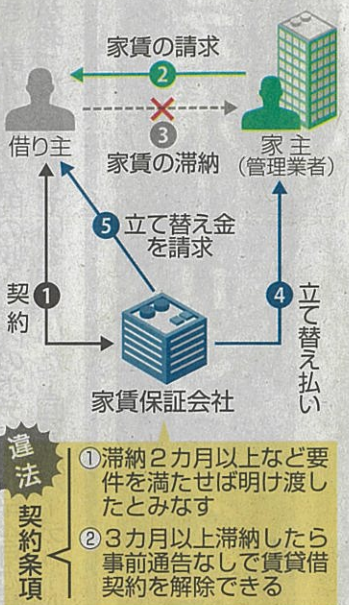 家賃の請求
2
3
借り主
家賃の滞納
家主
(管理業者)
5
立て替え金
を請求
契約
1
4
立て替え払い
家賃保証会社
違法
契約条項
①滞納2カ月以上など要
件を満たせば明け渡し
たとみなす
②3カ月以上滞納したら
事前通告なしで賃貸借
契約を解除できる